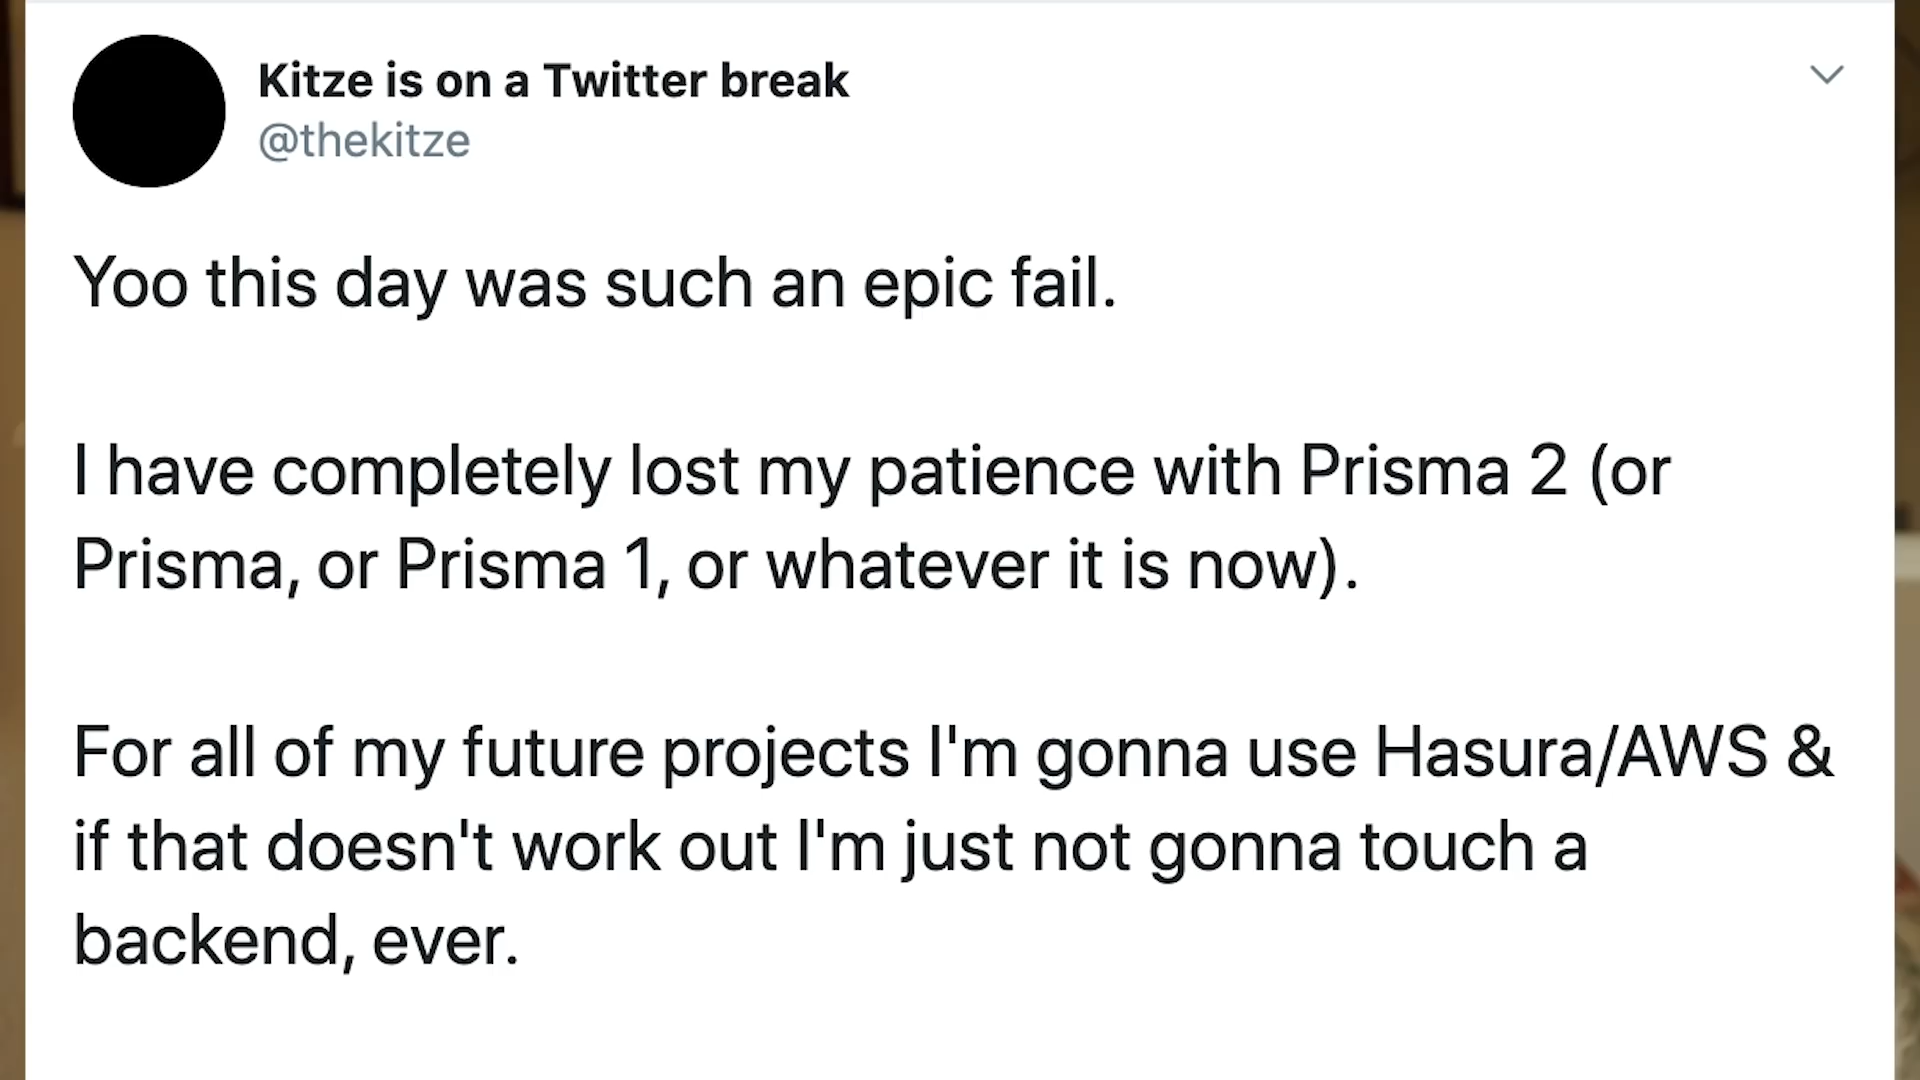 Kitze is on a Twitter break
@thekitze
Yoo this day was such an epic fail.
I have completely lost my patience with Prisma 2 (or
Prisma, or Prisma 1, or whatever it is now).
For all of my future projects I'm gonna use Hasura/AWS &
if that doesn't work out I'm just not gonna touch a
backend, ever.